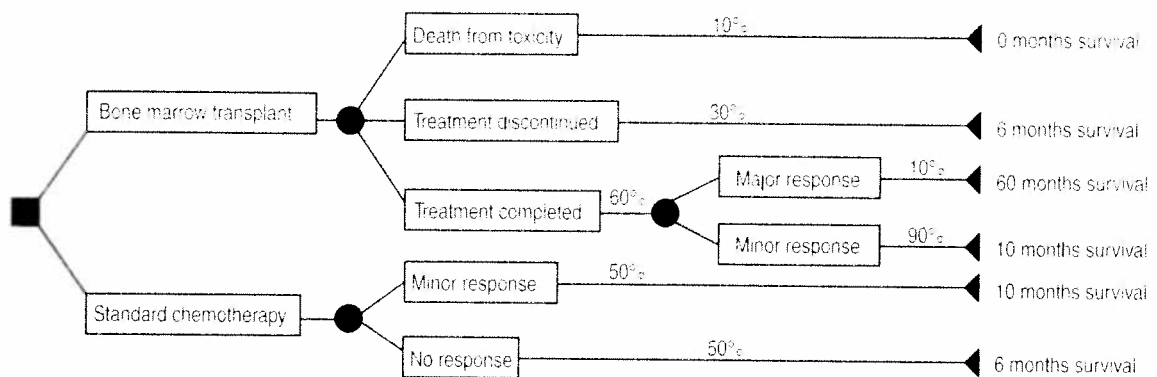 Death from toxicity 10% 0 months survival
Bone marrow transplant
Treatment discontinued 30% 6 months survival
Major response 10% 60 months survival
Treatment completed 60%
Minor response 90% 10 months survival
Minor response 50% 10 months survival
Standard chemotherapy
No response 50% 6 months survival